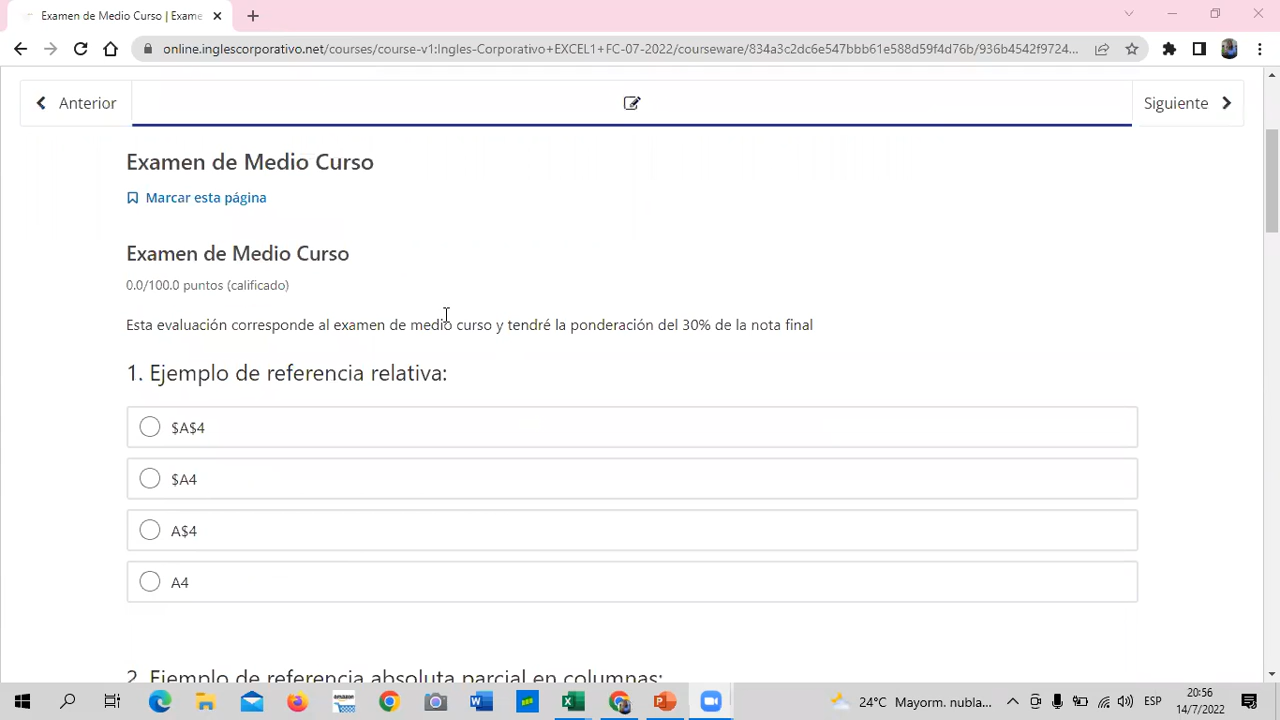 Examen de Medio Curso | Exame
online.inglescorporativo.net/courses/course-v1:Ingles-Corporativo+EXCEL1+FC-07-2022/courseware/834a3c2dc6e547bbb61e588d59f4d76b/936b4542f9724...
Anterior
Siguiente
Examen de Medio Curso
Marcar esta página
Examen de Medio Curso
0.0/100.0 puntos (calificado)
Esta evaluación corresponde al examen de medio curso y tendré la ponderación del 30% de la nota final
1. Ejemplo de referencia relativa:
$A$4
$A4
A$4
A4
2. Ejemplo de referencia absoluta parcial en columnas:
amazon
24°C Mayorm. nubla...
ESP
20:56
14/7/2022